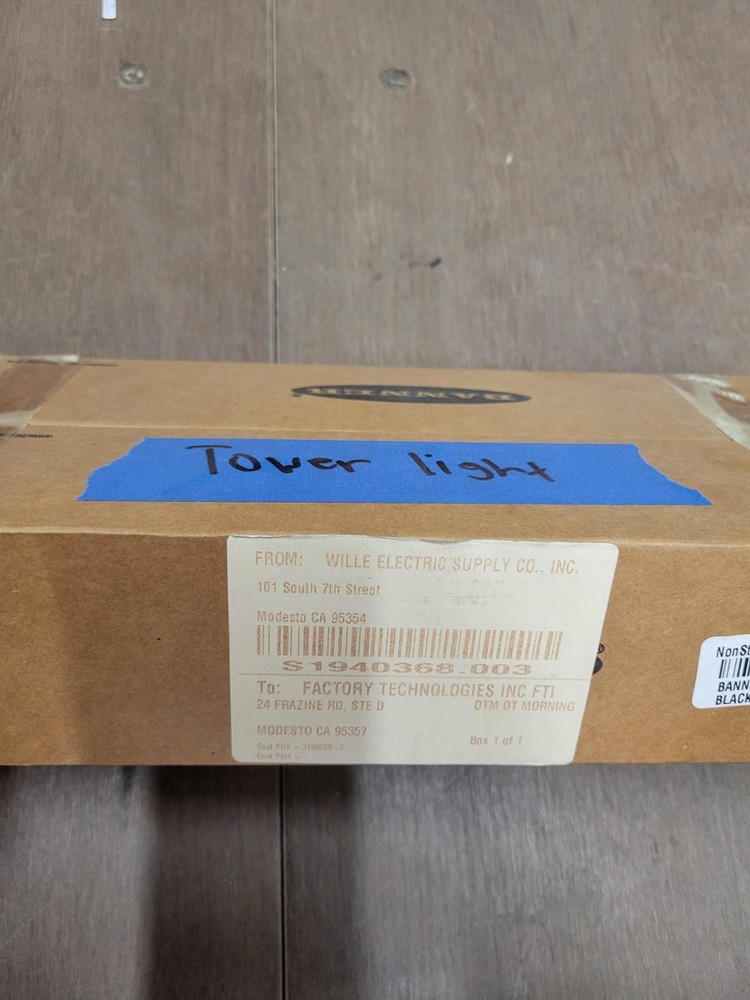 BANNER
Tower light
FROM: WILLE ELECTRIC SUPPLY CO., INC.
101 South 7th Street
Modesto CA 95354
S1940368.003
To: FACTORY TECHNOLOGIES INC FTI
24 FRAZINE RD, STE D OTM OT MORNING
MODESTO CA 95357
Box 1 of 1
NonSt
BANN
BLACK